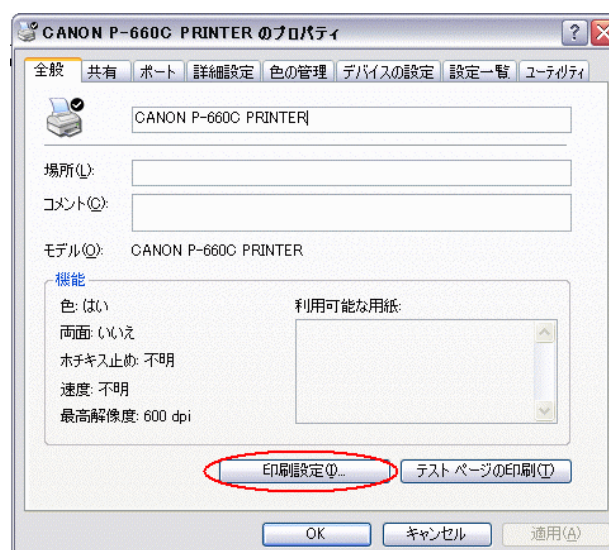 CANON P-660C PRINTER のプロパティ
?
全般 共有 ポート 詳細設定 色の管理 デバイスの設定 設定一覧 ユーティリティ
CANON P-660C PRINTER
場所(L):
コメント(C):
モデル(O): CANON P-660C PRINTER
機能
色: はい
利用可能な用紙:
両面: いいえ
ホチキス止め: 不明
速度: 不明
最高解像度: 600 dpi
印刷設定(I)...
テスト ページの印刷(T)
OK キャンセル 適用(A)